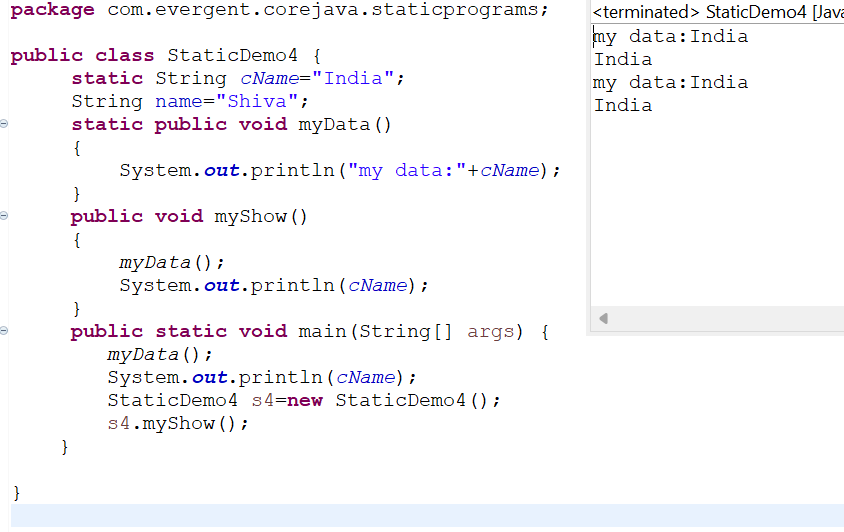 package com.evergent.corejava.staticprograms;
public class StaticDemo4 {
static String cName="India";
String name="Shiva";
static public void myData()
{
System.out.println("my data:"+cName);
}
public void myShow()
{
myData();
System.out.println(cName);
}
public static void main(String[] args) {
myData();
System.out.println(cName);
StaticDemo4 s4=new StaticDemo4();
s4.myShow();
}
}
<terminated> StaticDemo4 [Java
my data:India
India
my data:India
India